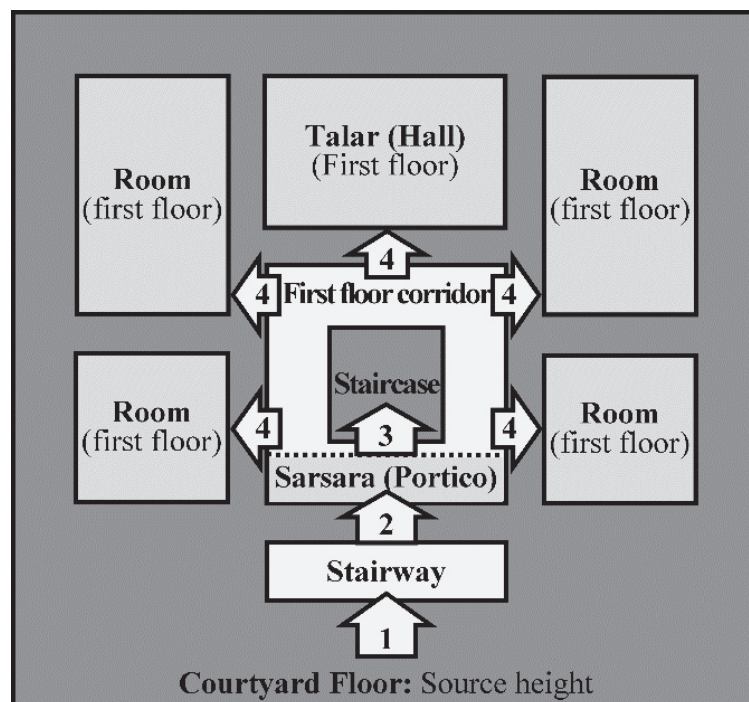 Talar (Hall)
(First floor)
Room
(first floor)
Room
(first floor)
4
4
First floor corridor
4
Staircase
Room
(first floor)
4
3
4
Room
(first floor)
Sarsara (Portico)
2
Stairway
1
Courtyard Floor: Source height